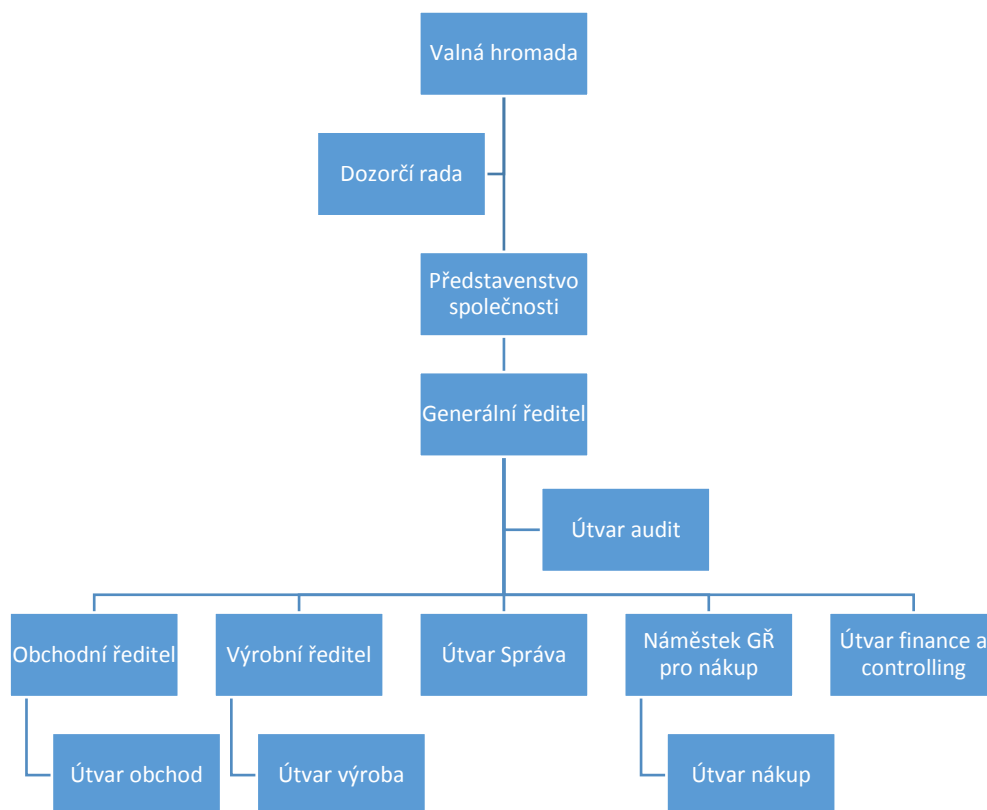 Valná hromada
Dozorčí rada
Představenstvo
společnosti
Generální ředitel
Útvar audit
Obchodní ředitel
Výrobní ředitel
Útvar Správa
Náměstek GŘ
pro nákup
Útvar finance a
controlling
Útvar obchod
Útvar výroba
Útvar nákup